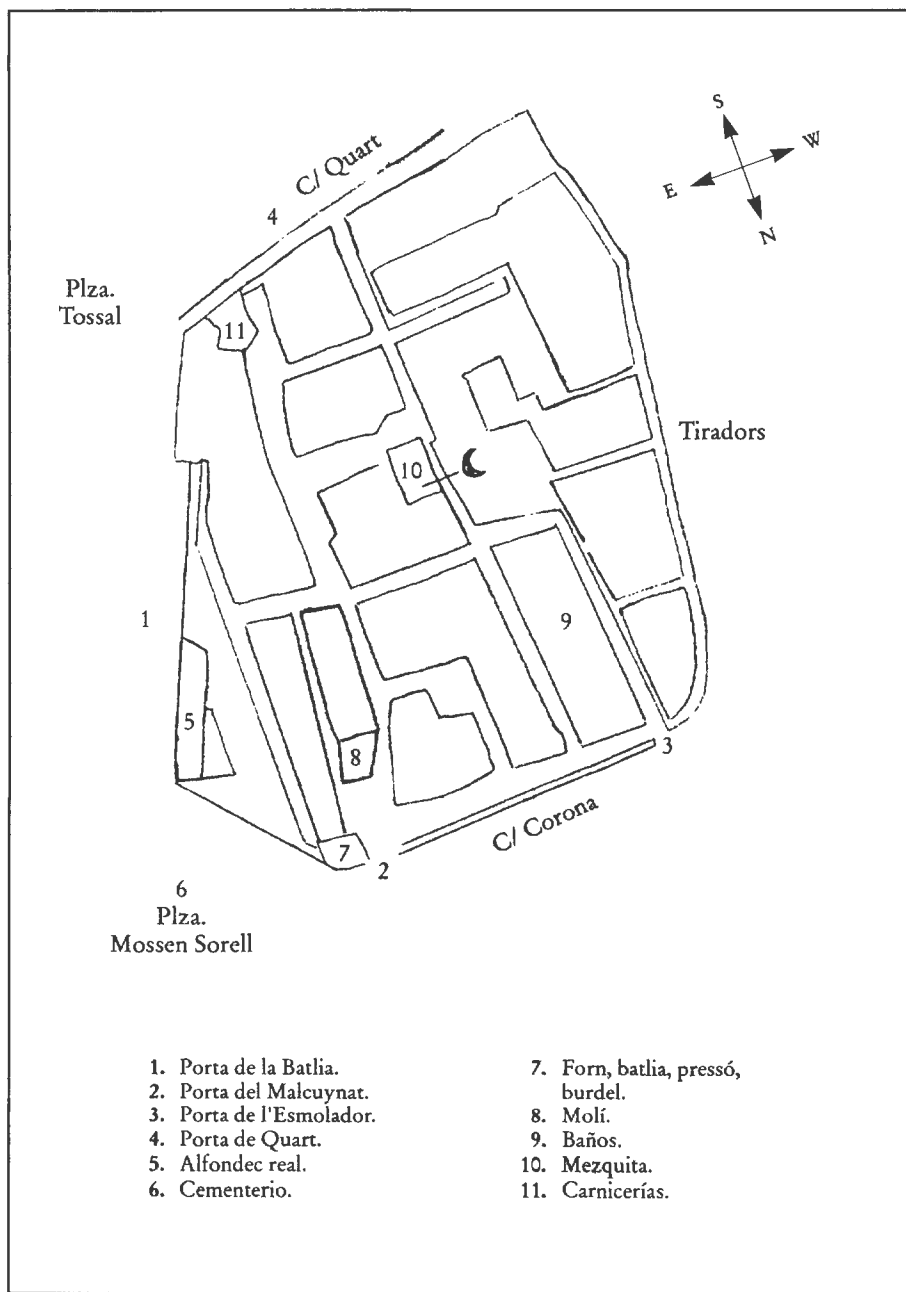 S
W
E
N
C/ Quart
4
Plza.
Tossal
11
10
Tiradors
1
9
5
8
3
C/ Corona
7
2
6
Plza.
Mossen Sorell
1. Porta de la Batlia.
2. Porta del Malcuynat.
3. Porta de l'Esmolador.
4. Porta de Quart.
5. Alfondec real.
6. Cementerio.
7. Forn, batlia, pressó,
burdel.
8. Molí.
9. Baños.
10. Mezquita.
11. Carnicerías.